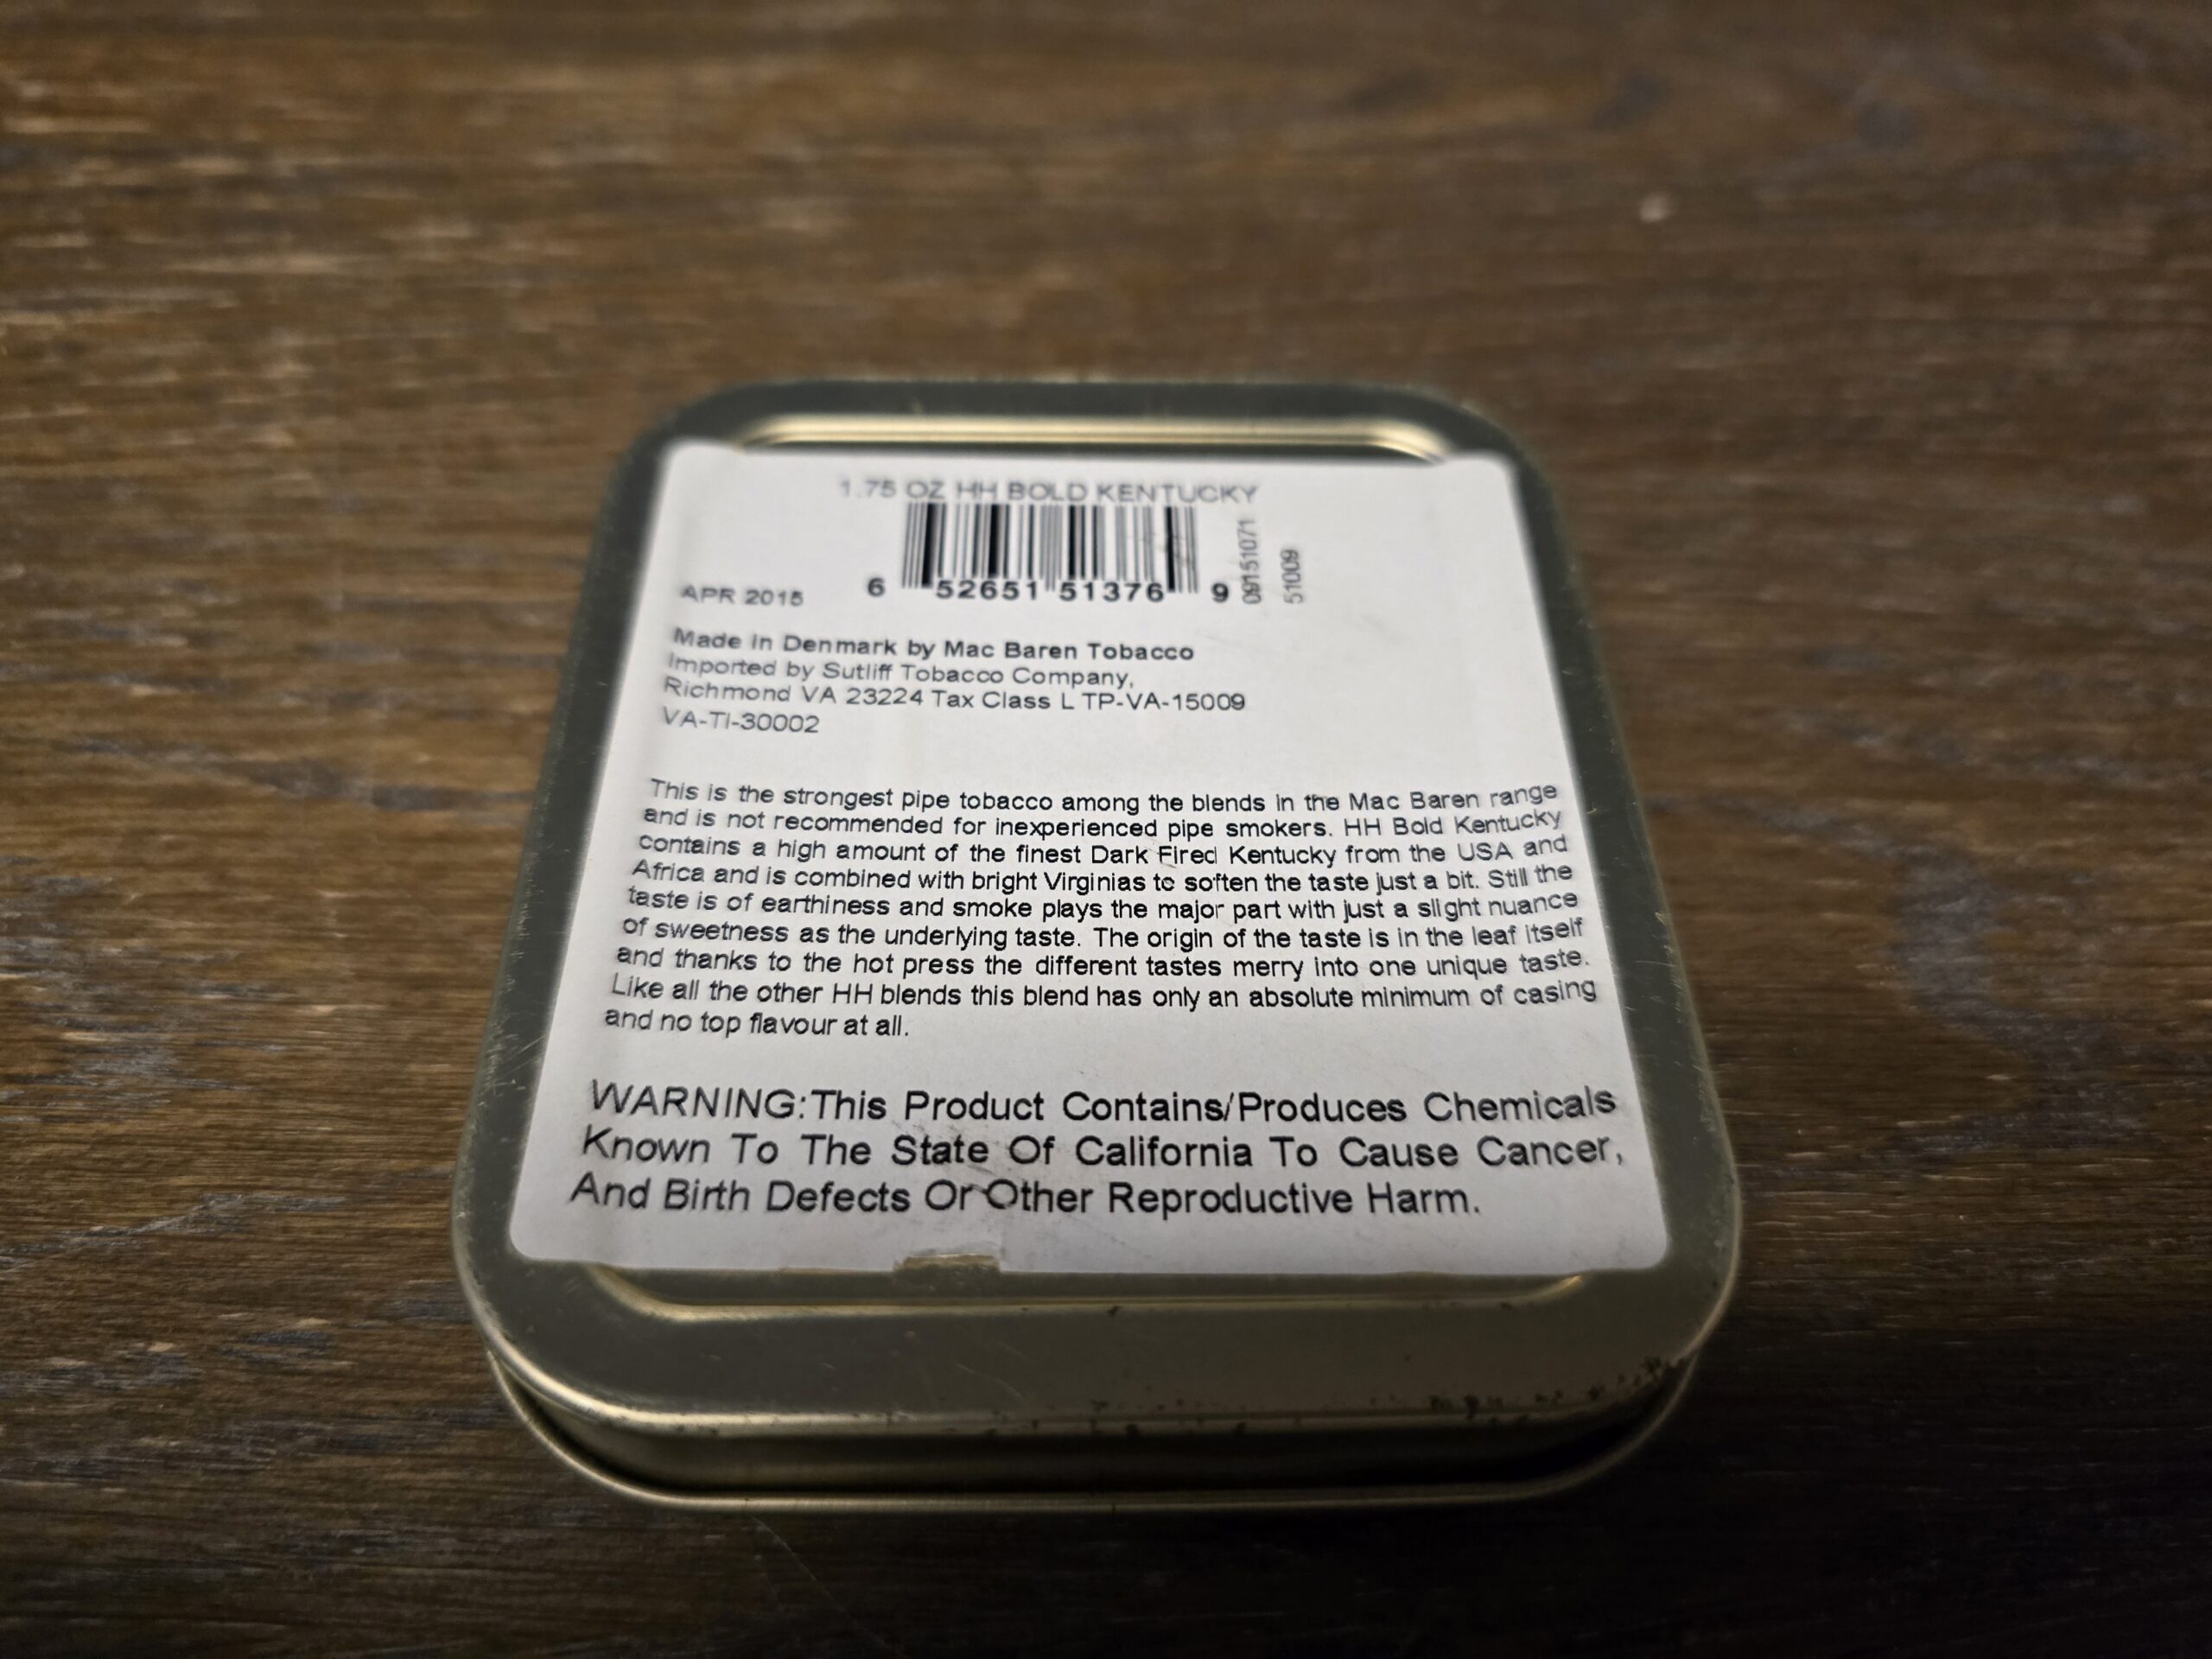 1.75 OZ HH BOLD KENTUCKY
6 52651 51376 9
09151071
51009
APR 2015
Made in Denmark by Mac Baren Tobacco
Imported by Sutliff Tobacco Company,
Richmond VA 23224 Tax Class L TP-VA-15009
VA-TI-30002
This is the strongest pipe tobacco among the blends in the Mac Baren range
and is not recommended for inexperienced pipe smokers. HH Bold Kentucky
contains a high amount of the finest Dark Fired Kentucky from the USA and
Africa and is combined with bright Virginias to soften the taste just a bit. Still the
taste is of earthiness and smoke plays the major part with just a slight nuance
of sweetness as the underlying taste. The origin of the taste is in the leaf itself
and thanks to the hot press the different tastes merry into one unique taste.
Like all the other HH blends this blend has only an absolute minimum of casing
and no top flavour at all.
WARNING:This Product Contains/Produces Chemicals
Known To The State Of California To Cause Cancer,
And Birth Defects Or Other Reproductive Harm.